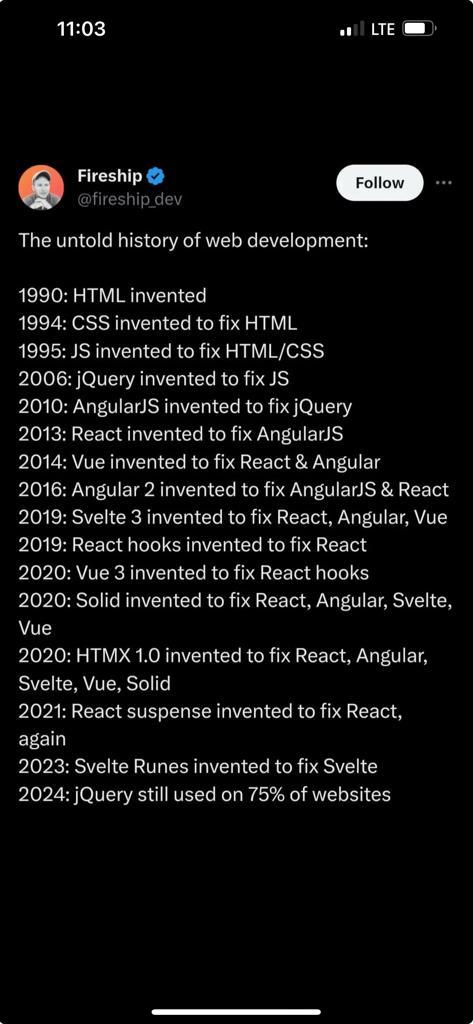 11:03
LTE
Fireship
@fireship_dev
Follow
The untold history of web development:
1990: HTML invented
1994: CSS invented to fix HTML
1995: JS invented to fix HTML/CSS
2006: jQuery invented to fix JS
2010: AngularJS invented to fix jQuery
2013: React invented to fix AngularJS
2014: Vue invented to fix React & Angular
2016: Angular 2 invented to fix AngularJS & React
2019: Svelte 3 invented to fix React, Angular, Vue
2019: React hooks invented to fix React
2020: Vue 3 invented to fix React hooks
2020: Solid invented to fix React, Angular, Svelte,
Vue
2020: HTMX 1.0 invented to fix React, Angular,
Svelte, Vue, Solid
2021: React suspense invented to fix React,
again
2023: Svelte Runes invented to fix Svelte
2024: jQuery still used on 75% of websites